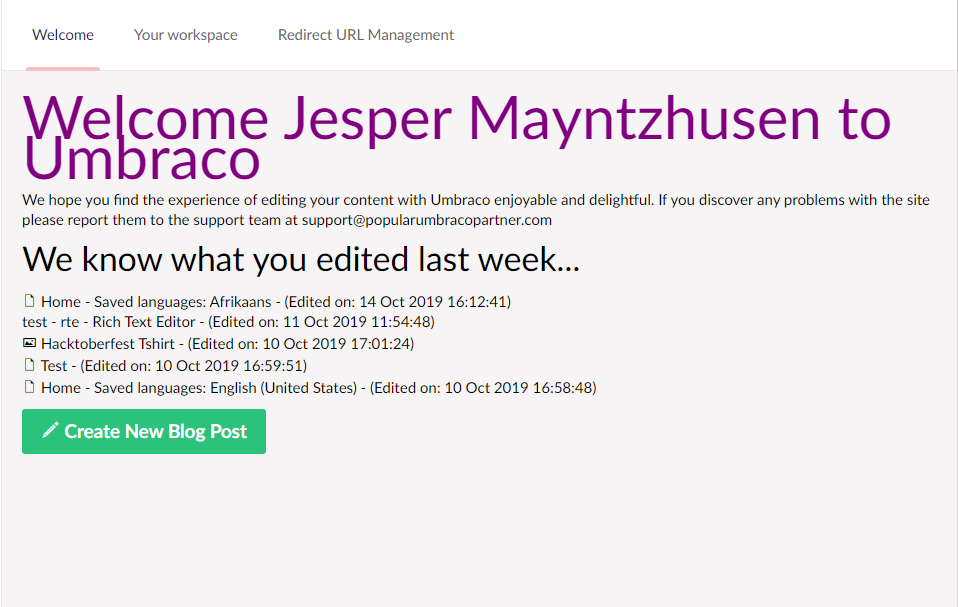 Welcome Your workspace Redirect URL Management
Welcome Jesper Mayntzhusen to
Umbraco
We hope you find the experience of editing your content with Umbraco enjoyable and delightful. If you discover any problems with the site
please report them to the support team at support@popularumbracopartner.com
We know what you edited last week...
Home - Saved languages: Afrikaans - (Edited on: 14 Oct 2019 16:12:41)
test - rte - Rich Text Editor - (Edited on: 11 Oct 2019 11:54:48)
Hacktoberfest Tshirt - (Edited on: 10 Oct 2019 17:01:24)
Test - (Edited on: 10 Oct 2019 16:59:51)
Home - Saved languages: English (United States) - (Edited on: 10 Oct 2019 16:58:48)
Create New Blog Post